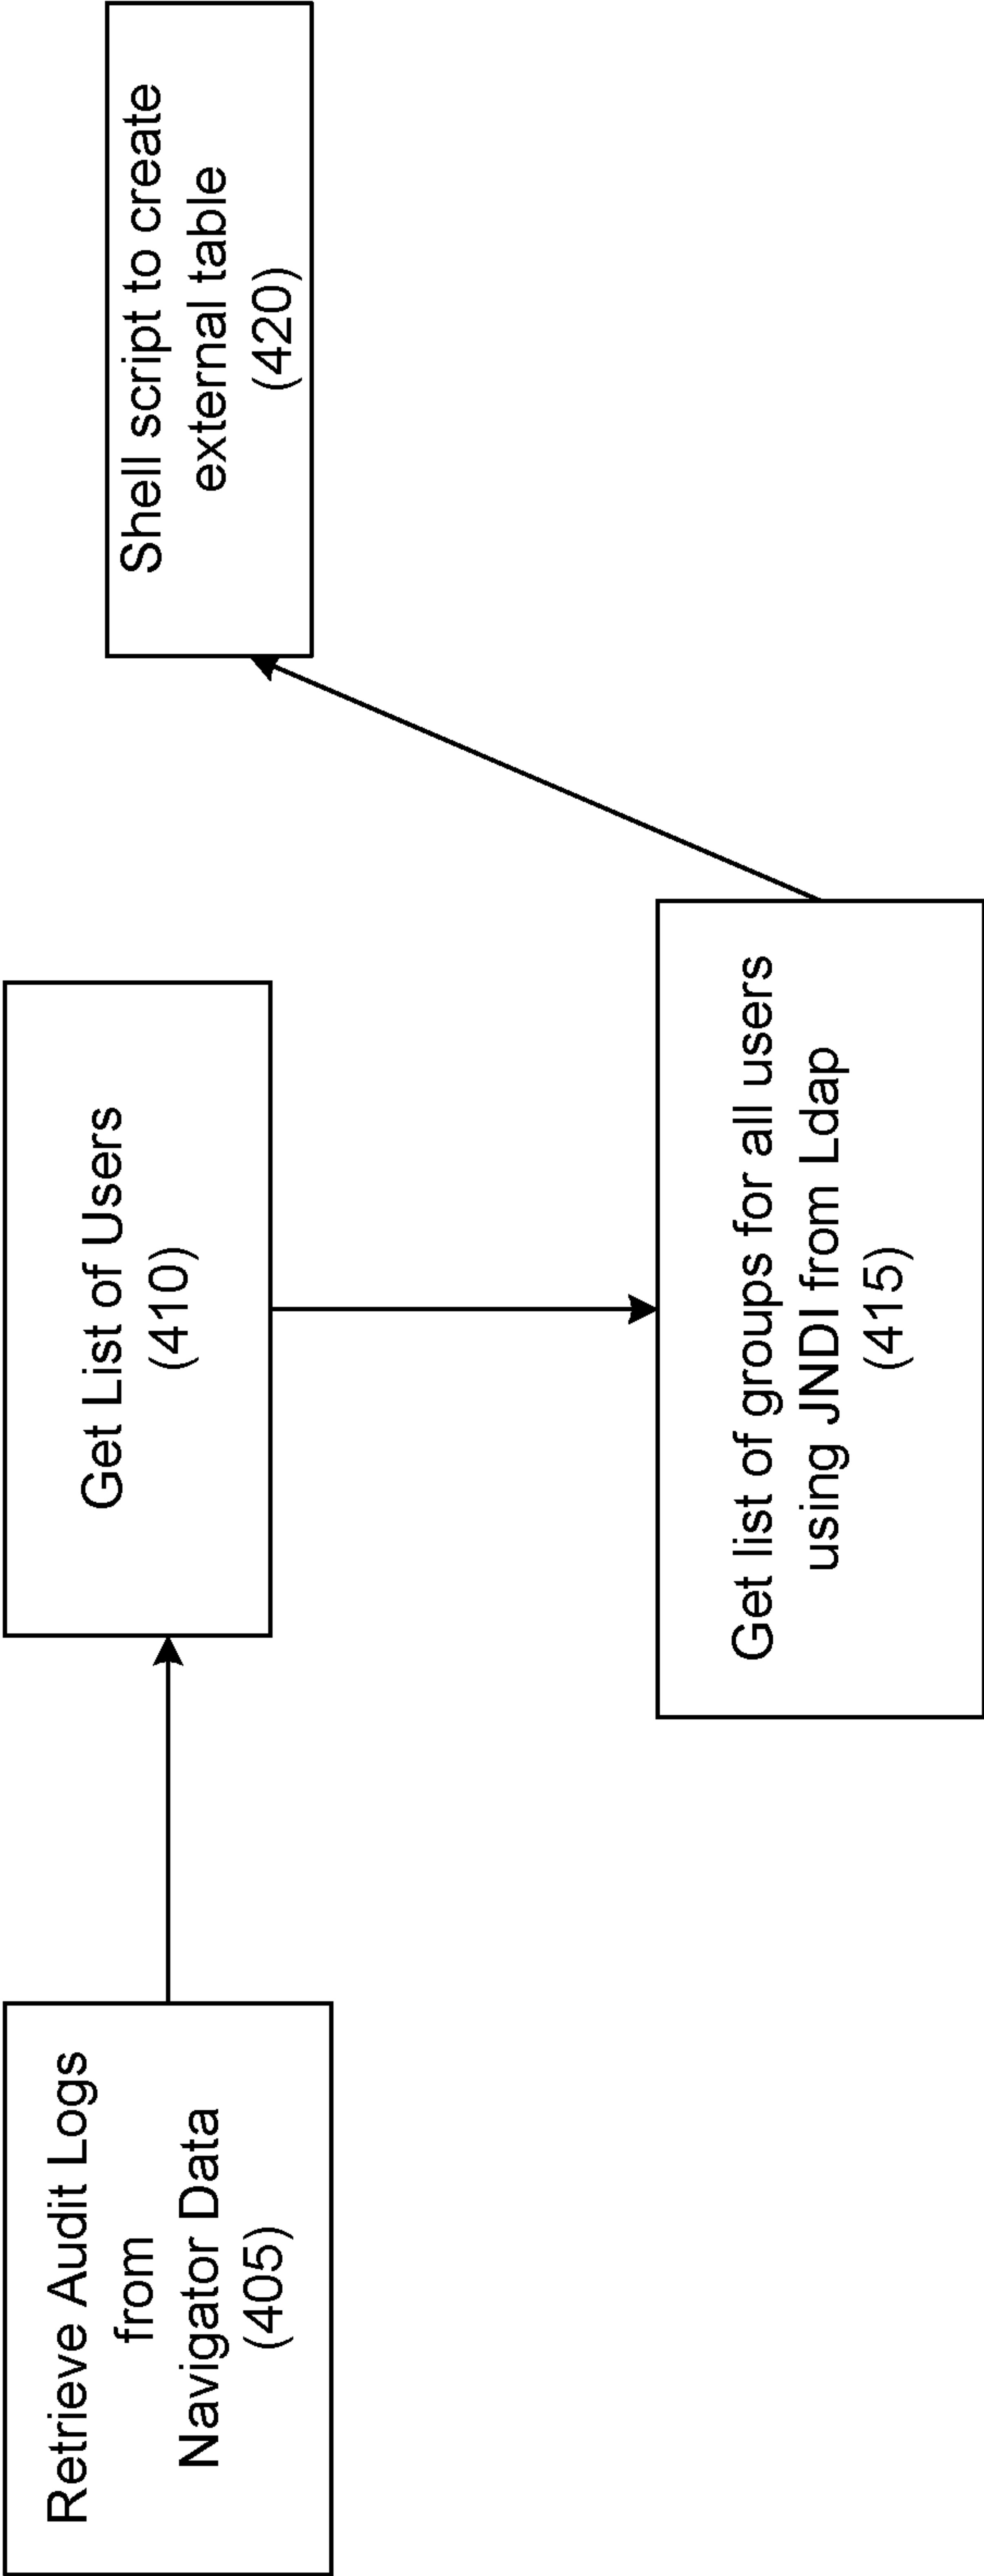 Retrieve Audit Logs
from
Navigator Data
(405)
Get List of Users
(410)
Get list of groups for all users
using JNDI from Ldap
(415)
Shell script to create
external table
(420)